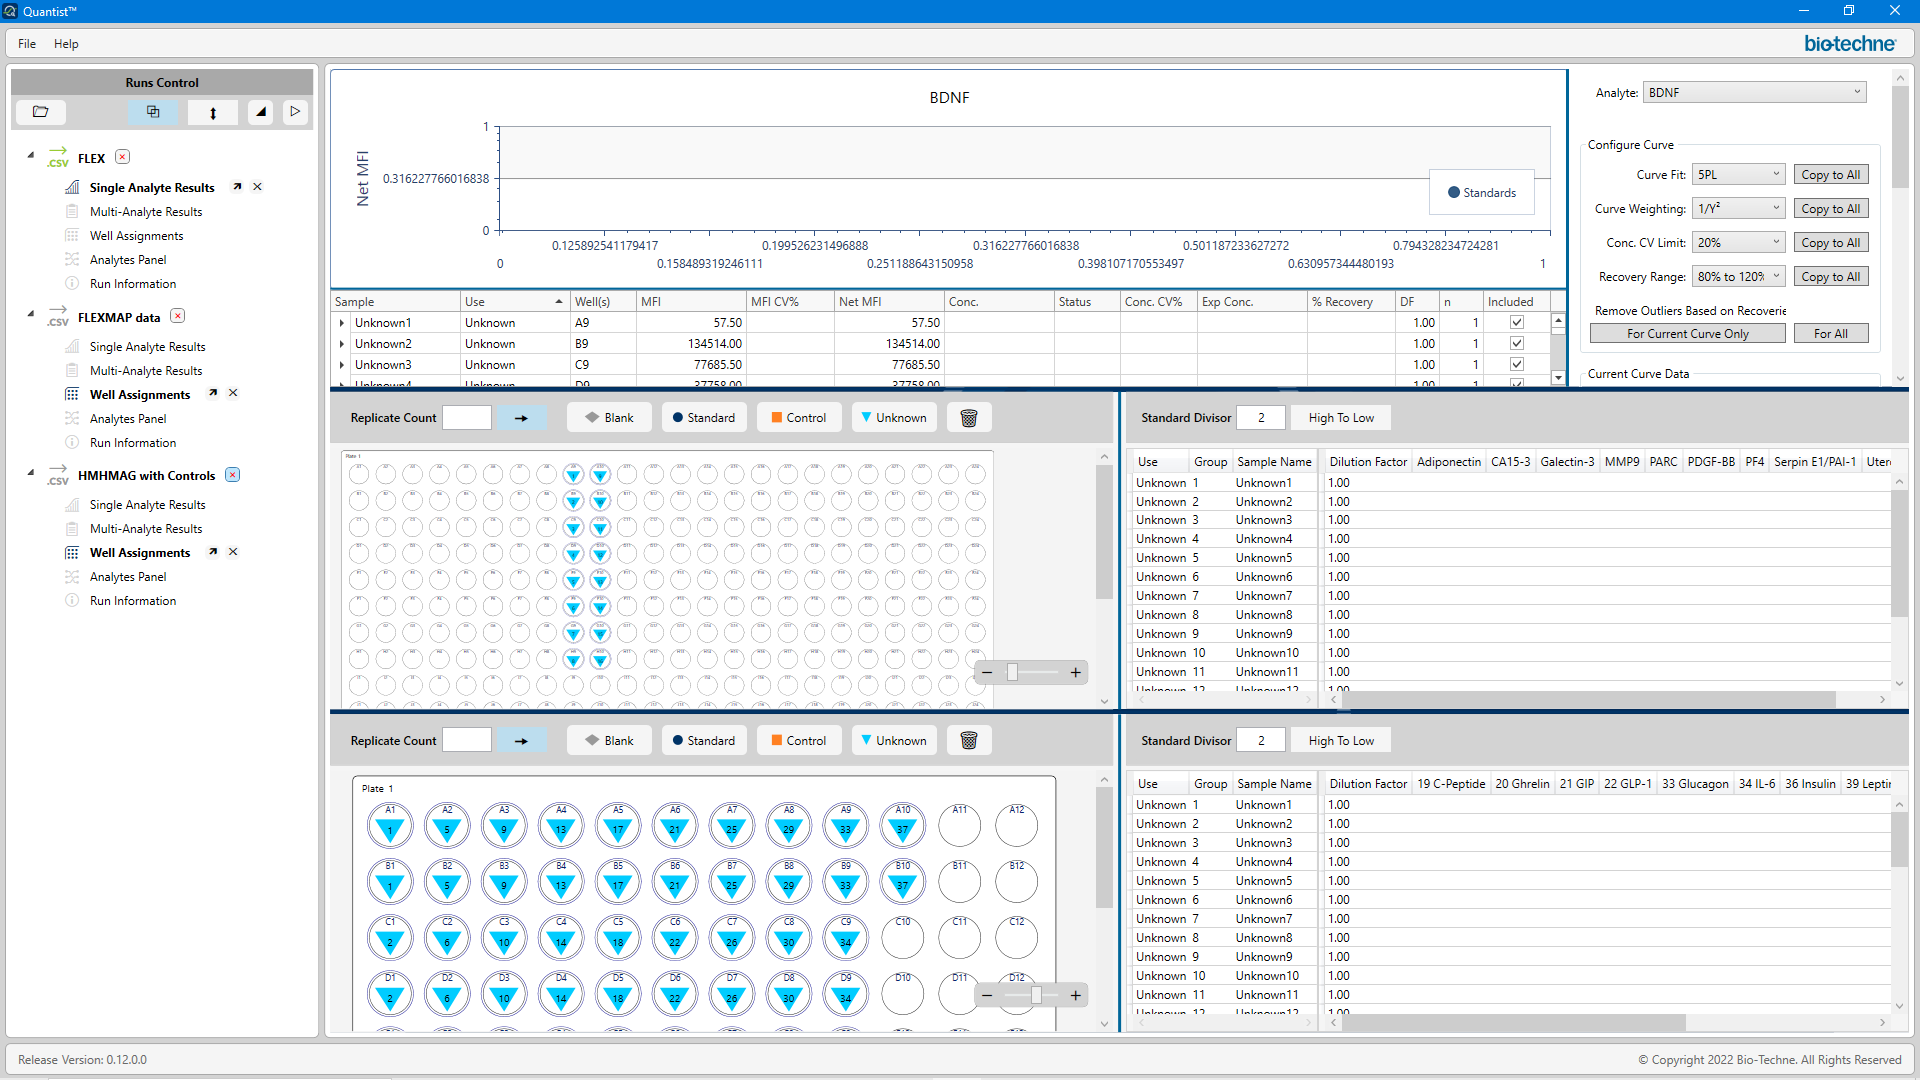 Quantist™
File Help
bio-techne
Runs Control
FLEX
Single Analyte Results
Multi-Analyte Results
Well Assignments
Analytes Panel
Run Information
FLEXMAP data
Single Analyte Results
Multi-Analyte Results
Well Assignments
Analytes Panel
Run Information
HMHMAG with Controls
Single Analyte Results
Multi-Analyte Results
Well Assignments
Analytes Panel
Run Information
BDNF
Net MFI
1
0.316227766016838
0
Standards
0.125892541179417 0.199526231496888 0.316227766016838 0.5011872336272722 0.794328234724281
0 0.158489319246111 0.251188643150958 0.398107170553497 0.630957344480193 1
Sample Use Well(s) MFI MFI CV% Net MFI Conc. Status Conc. CV% Exp Conc. % Recovery DF n Included
Unknown1 Unknown A9 57.50 57.50 1.00 1
Unknown2 Unknown B9 134514.00 134514.00 1.00 1
Unknown3 Unknown C9 77685.50 77685.50 1.00 1
Unknown4 Unknown D9 37758.00 37758.00 1.00 1
Analyte: BDNF
Configure Curve
Curve Fit: 5PL Copy to All
Curve Weighting: 1/Y² Copy to All
Conc. CV Limit: 20% Copy to All
Recovery Range: 80% to 120% Copy to All
Remove Outliers Based on Recoverie
For Current Curve Only For All
Current Curve Data
Replicate Count Blank Standard Control Unknown
Plate 1
Standard Divisor 2 High To Low
Use Group Sample Name Dilution Factor Adiponectin CA15-3 Galectin-3 MMP9 PARC PDGF-BB PF4 Serpin E1/PAI-1 Utero
Unknown 1 Unknown1 1.00
Unknown 2 Unknown2 1.00
Unknown 3 Unknown3 1.00
Unknown 4 Unknown4 1.00
Unknown 5 Unknown5 1.00
Unknown 6 Unknown6 1.00
Unknown 7 Unknown7 1.00
Unknown 8 Unknown8 1.00
Unknown 9 Unknown9 1.00
Unknown 10 Unknown10 1.00
Unknown 11 Unknown11 1.00
Unknown 12 Unknown12 1.00
Replicate Count Blank Standard Control Unknown
Plate 1
A1 A2 A3 A4 A5 A6 A7 A8 A9 A10 A11 A12
1 5 9 13 17 21 25 29 33 37
B1 B2 B3 B4 B5 B6 B7 B8 B9 B10 B11 B12
1 5 9 13 17 21 25 29 33 37
C1 C2 C3 C4 C5 C6 C7 C8 C9 C10 C11 C12
2 6 10 14 18 22 26 30 34
D1 D2 D3 D4 D5 D6 D7 D8 D9 D10 D11 D12
2 6 10 14 18 22 26 30 34
Standard Divisor 2 High To Low
Use Group Sample Name Dilution Factor 19 C-Peptide 20 Ghrelin 21 GIP 22 GLP-1 33 Glucagon 34 IL-6 36 Insulin 39 Leptin
Unknown 1 Unknown1 1.00
Unknown 2 Unknown2 1.00
Unknown 3 Unknown3 1.00
Unknown 4 Unknown4 1.00
Unknown 5 Unknown5 1.00
Unknown 6 Unknown6 1.00
Unknown 7 Unknown7 1.00
Unknown 8 Unknown8 1.00
Unknown 9 Unknown9 1.00
Unknown 10 Unknown10 1.00
Unknown 11 Unknown11 1.00
Unknown 12 Unknown12 1.00
Release Version: 0.12.0.0
© Copyright 2022 Bio-Techne. All Rights Reserved